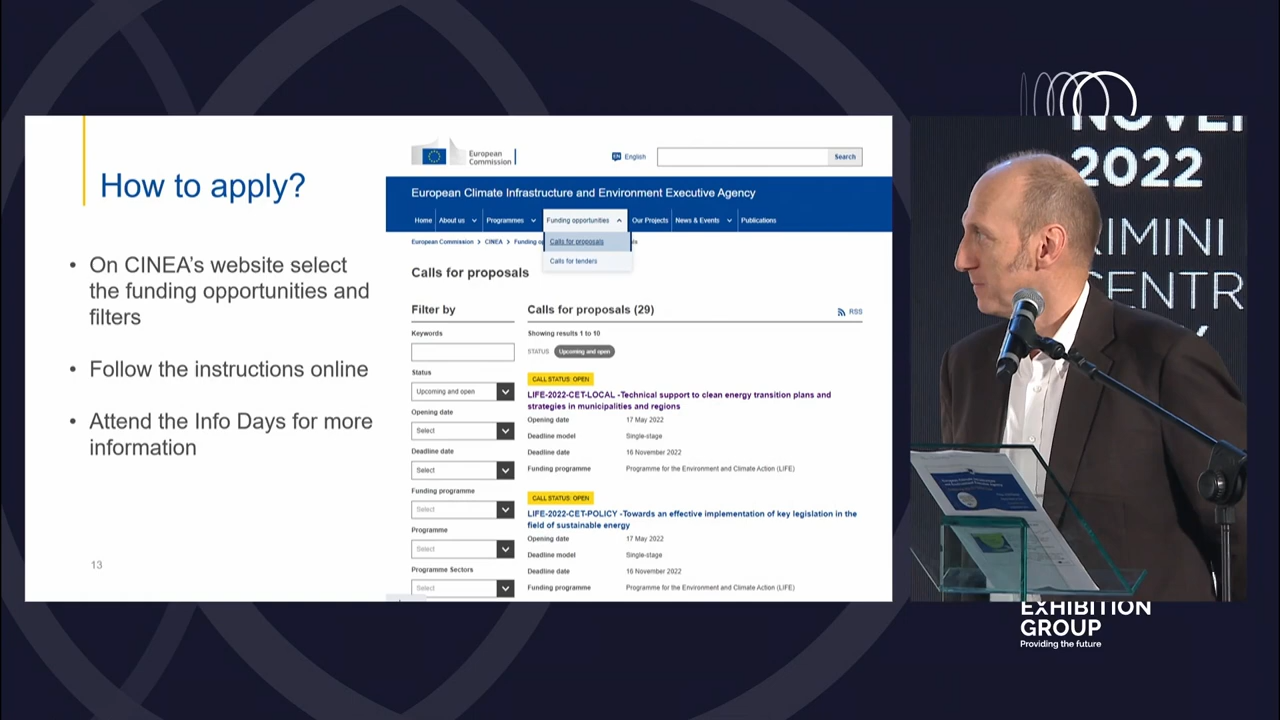 How to apply?
• On CINEA's website select
the funding opportunities and
filters
• Follow the instructions online
• Attend the Info Days for more
information
13
European
Commission
EN English
Search
European Climate Infrastructure and Environment Executive Agency
Home About us Programmes Funding opportunities Our Projects News & Events Publications
European Commission > CINEA > Funding
Calls for proposals
Calls for tenders
Calls for proposals
Filter by
Keywords
Status
Upcoming and open
Opening date
Select
Deadline date
Select
Funding programme
Select
Programme
Select
Programme Sectors
Select
Calls for proposals (29)
RSS
Showing results 1 to 10
STATUS Upcoming and open
CALL STATUS: OPEN
LIFE-2022-CET-LOCAL -Technical support to clean energy transition plans and
strategies in municipalities and regions
Opening date 17 May 2022
Deadline model Single-stage
Deadline date 16 November 2022
Funding programme Programme for the Environment and Climate Action (LIFE)
CALL STATUS: OPEN
LIFE-2022-CET-POLICY -Towards an effective implementation of key legislation in the
field of sustainable energy
Opening date 17 May 2022
Deadline model Single-stage
Deadline date 16 November 2022
Funding programme Programme for the Environment and Climate Action (LIFE)
2022
IMINI
ENTR
EXHIBITION
GROUP
Providing the future